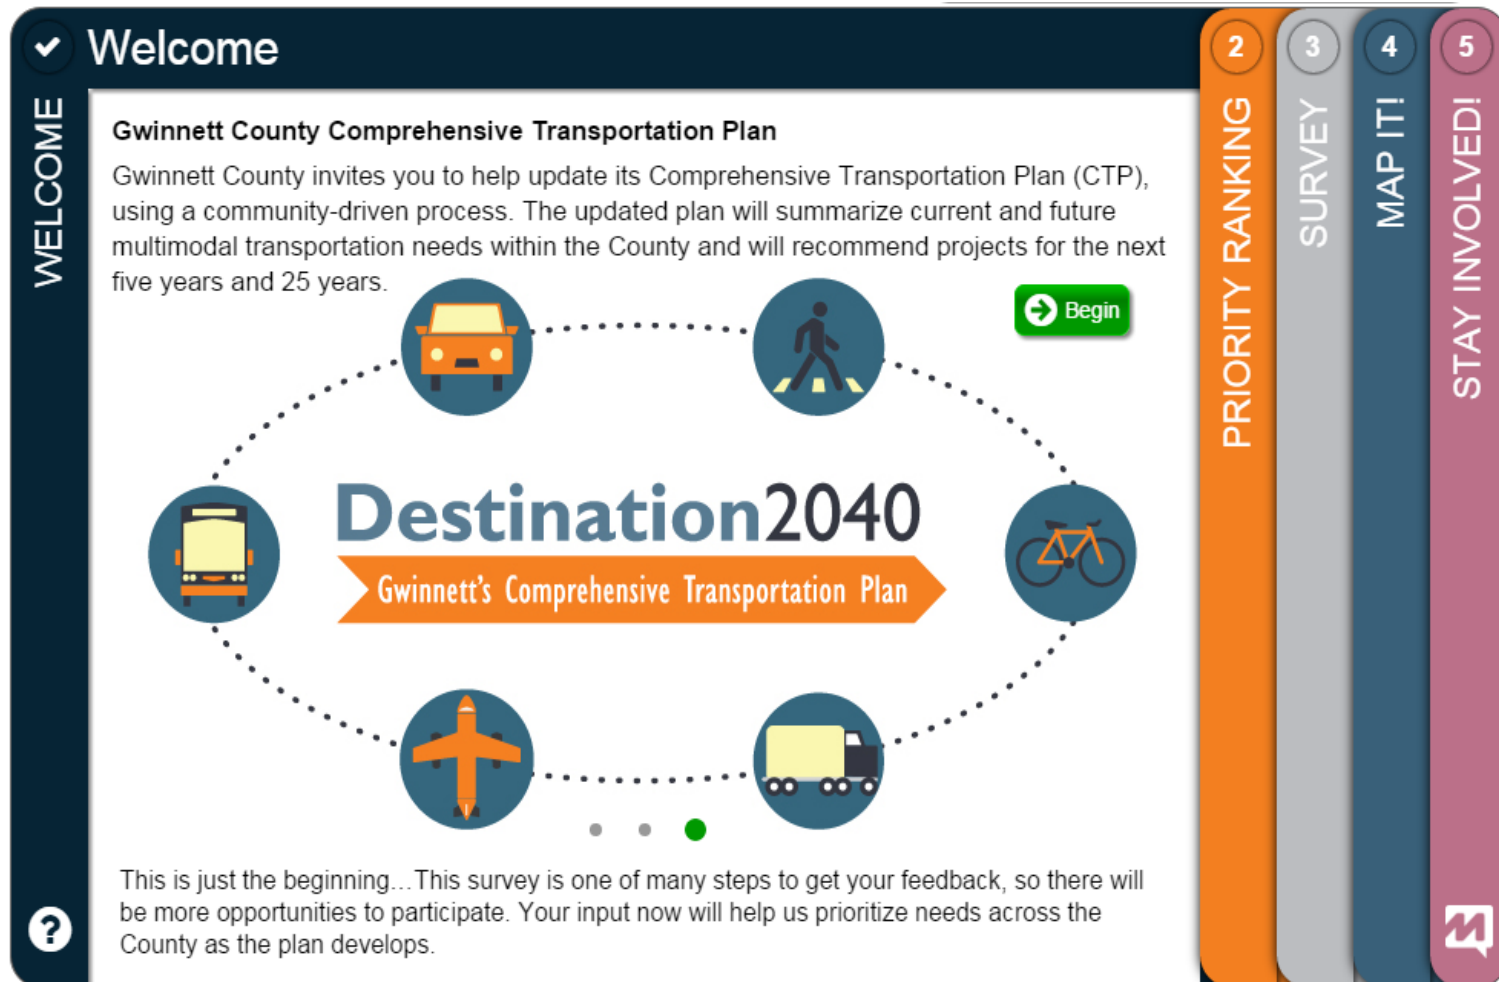 Welcome
WELCOME
Gwinnett County Comprehensive Transportation Plan
Gwinnett County invites you to help update its Comprehensive Transportation Plan (CTP),
using a community-driven process. The updated plan will summarize current and future
multimodal transportation needs within the County and will recommend projects for the next
five years and 25 years.
Begin
Destination2040
Gwinnett's Comprehensive Transportation Plan
This is just the beginning...This survey is one of many steps to get your feedback, so there will
be more opportunities to participate. Your input now will help us prioritize needs across the
County as the plan develops.
?
2
PRIORITY RANKING
3
SURVEY
4
MAP IT!
5
STAY INVOLVED!